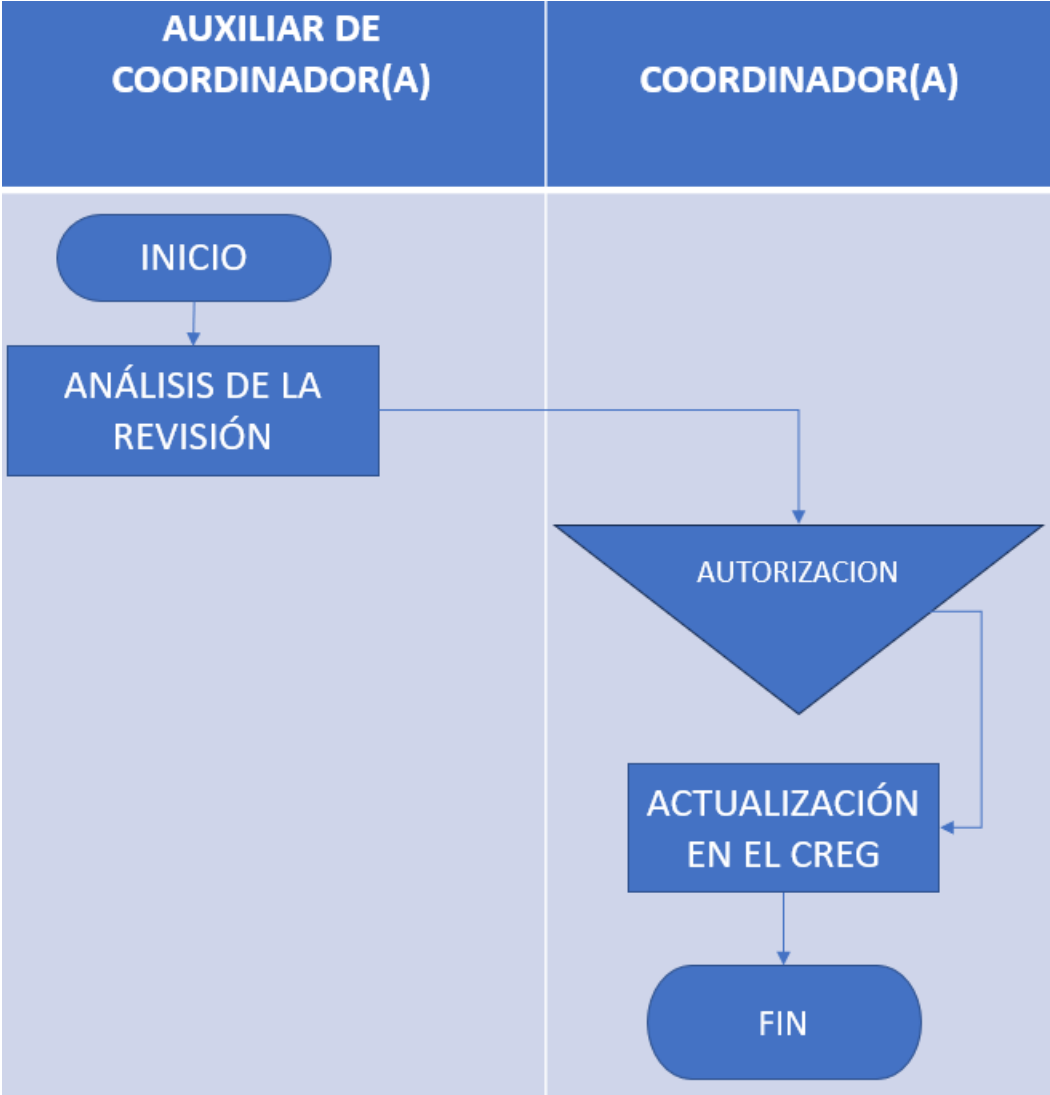 AUXILIAR DE
COORDINADOR(A)
COORDINADOR(A)
INICIO
ANÁLISIS DE LA
REVISIÓN
AUTORIZACION
ACTUALIZACIÓN
EN EL CREG
FIN